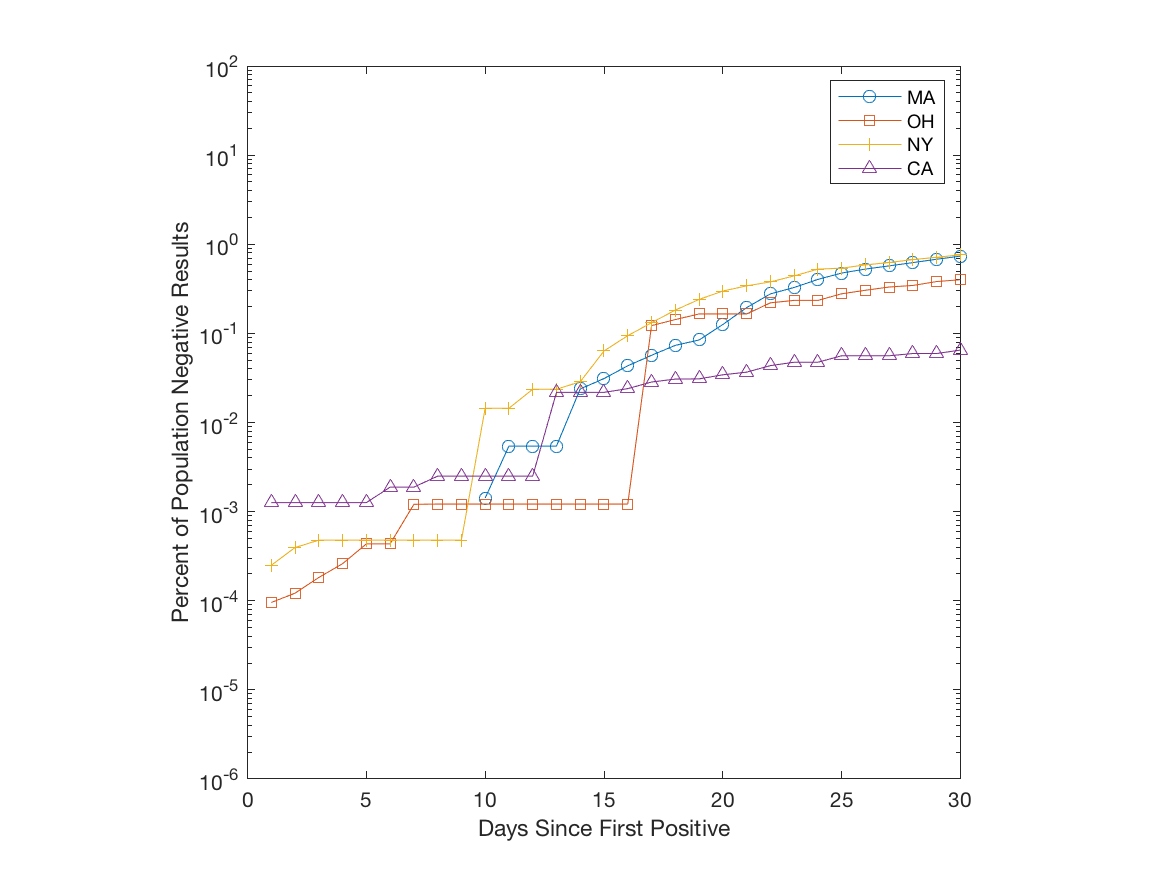 10^2
10^1
10^0
10^-1
10^-2
10^-3
10^-4
10^-5
10^-6
Percent of Population Negative Results
MA
OH
NY
CA
0 5 10 15 20 25 30
Days Since First Positive